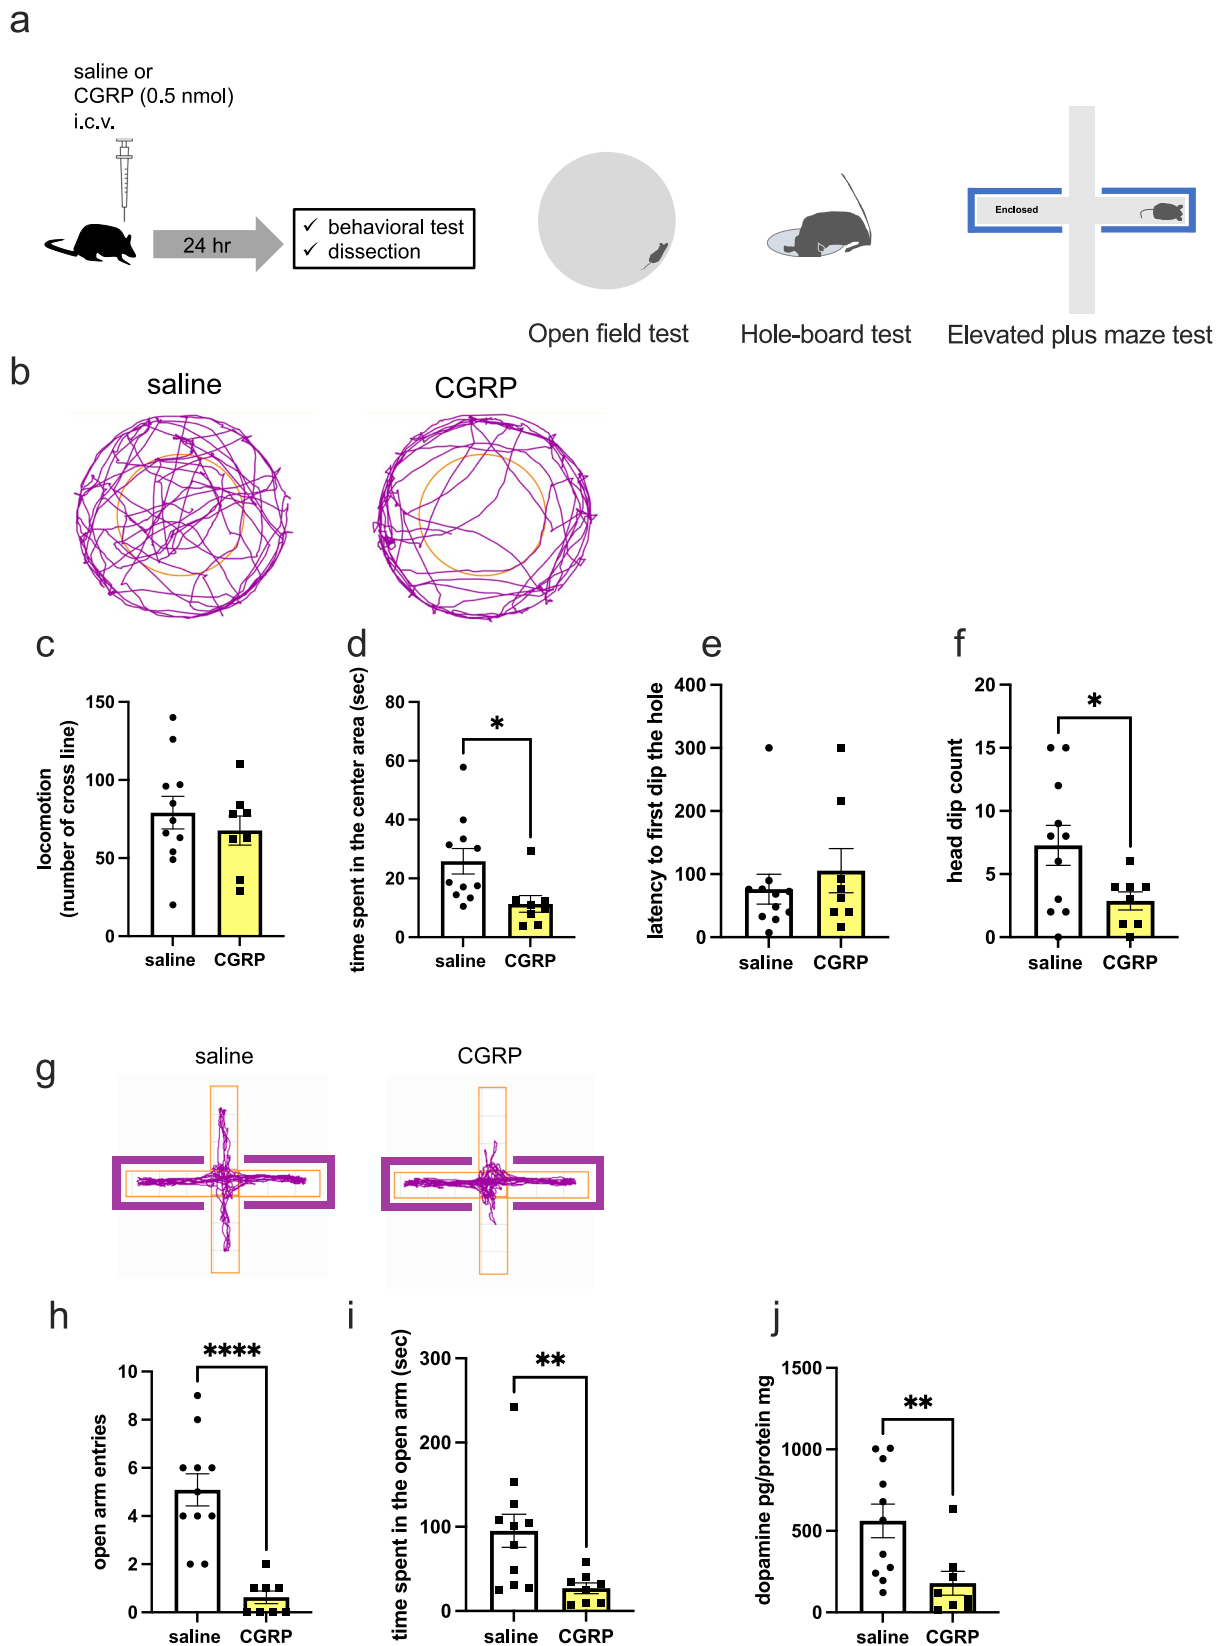 a
saline or
CGRP (0.5 nmol)
i.c.v.
24 hr
✓ behavioral test
✓ dissection
Enclosed
Open field test
Hole-board test
Elevated plus maze test
b
saline
CGRP
c
locomotion
(number of cross line)
150
100
50
0
saline
CGRP
d
time spent in the center area (sec)
80
60
40
20
0
*
saline
CGRP
e
latency to first dip the hole
400
300
200
100
0
saline
CGRP
f
head dip count
20
15
10
5
0
*
saline
CGRP
g
saline
CGRP
h
open arm entries
10
8
6
4
2
0
****
saline
CGRP
i
time spent in the open arm (sec)
300
200
100
0
**
saline
CGRP
j
dopamine pg/protein mg
1500
1000
500
0
**
saline
CGRP